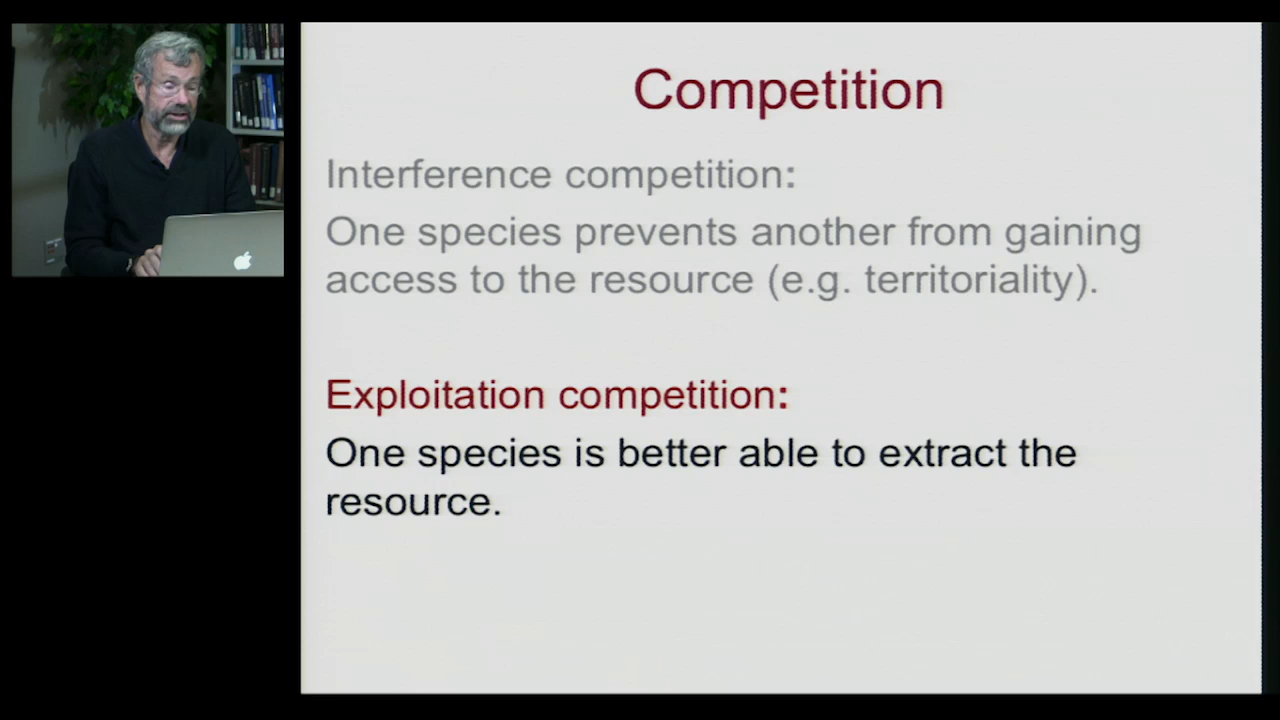 Competition
Interference competition:
One species prevents another from gaining
access to the resource (e.g. territoriality).
Exploitation competition:
One species is better able to extract the
resource.